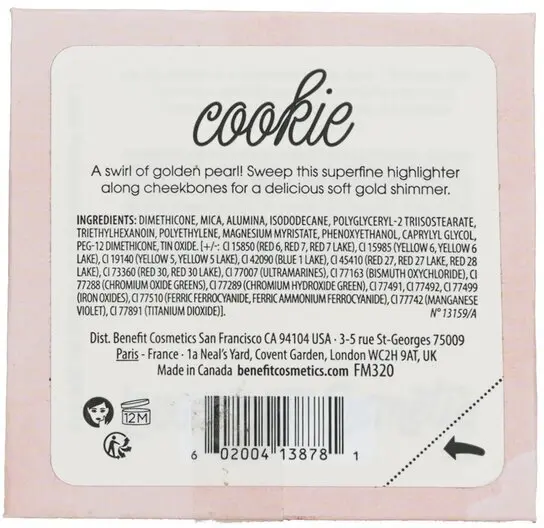 cookie
A swirl of golden pearl! Sweep this superfine highlighter
along cheekbones for a delicious soft gold shimmer.
INGREDIENTS: DIMETHICONE, MICA, ALUMINA, ISODODECANE, POLYGLYCERYL-2 TRIISOSTEARATE,
TRIETHYLHEXANOIN, POLYETHYLENE, MAGNESIUM MYRISTATE, PHENOXYETHANOL, CAPRYLYL GLYCOL,
PEG-12 DIMETHICONE, TIN OXIDE. [+/-: CI 15850 (RED 6, RED 7, RED 7 LAKE), CI 15985 (YELLOW 6, YELLOW 6
LAKE), CI 19140 (YELLOW 5, YELLOW 5 LAKE), CI 42090 (BLUE 1 LAKE), CI 45410 (RED 27, RED 27 LAKE, RED 28
LAKE), CI 73360 (RED 30, RED 30 LAKE), CI 77007 (ULTRAMARINES), CI 77163 (BISMUTH OXYCHLORIDE), CI
77288 (CHROMIUM OXIDE GREENS), CI 77289 (CHROMIUM HYDROXIDE GREEN), CI 77491, CI 77492, CI 77499
(IRON OXIDES), CI 77510 (FERRIC FERROCYANIDE, FERRIC AMMONIUM FERROCYANIDE), CI 77742 (MANGANESE
VIOLET), CI 77891 (TITANIUM DIOXIDE)]. N° 13159/A
Dist. Benefit Cosmetics San Francisco CA 94104 USA · 3-5 rue St-Georges 75009
Paris - France · 1a Neal's Yard, Covent Garden, London WC2H 9AT, UK
Made in Canada benefitcosmetics.com FM320
12M
6 02004 13878 1